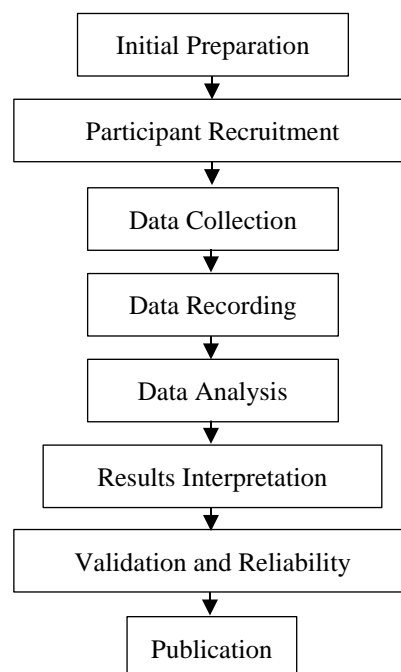 Initial Preparation
Participant Recruitment
Data Collection
Data Recording
Data Analysis
Results Interpretation
Validation and Reliability
Publication